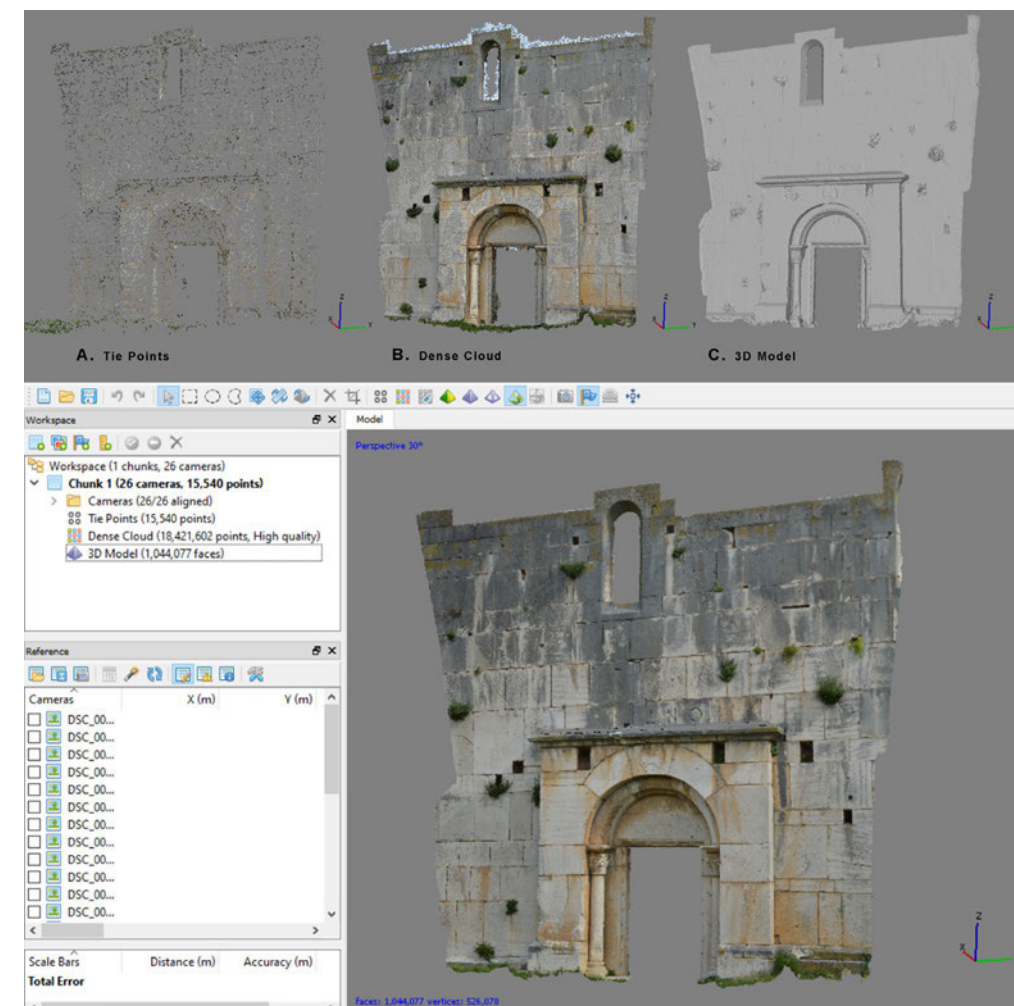 A. Tie Points
B. Dense Cloud
C. 3D Model
Workspace
Model
Perspective 30°
Workspace (1 chunks, 26 cameras)
Chunk 1 (26 cameras, 15,540 points)
Cameras (26/26 aligned)
Tie Points (15,540 points)
Dense Cloud (18,421,602 points, High quality)
3D Model (1,044,077 faces)
Reference
Cameras X (m) Y (m)
DSC_00...
DSC_00...
DSC_00...
DSC_00...
DSC_00...
DSC_00...
DSC_00...
DSC_00...
DSC_00...
DSC_00...
DSC_00...
DSC_00...
Scale Bars Distance (m) Accuracy (m)
Total Error
faces: 1,044,077 vertices: 526,078